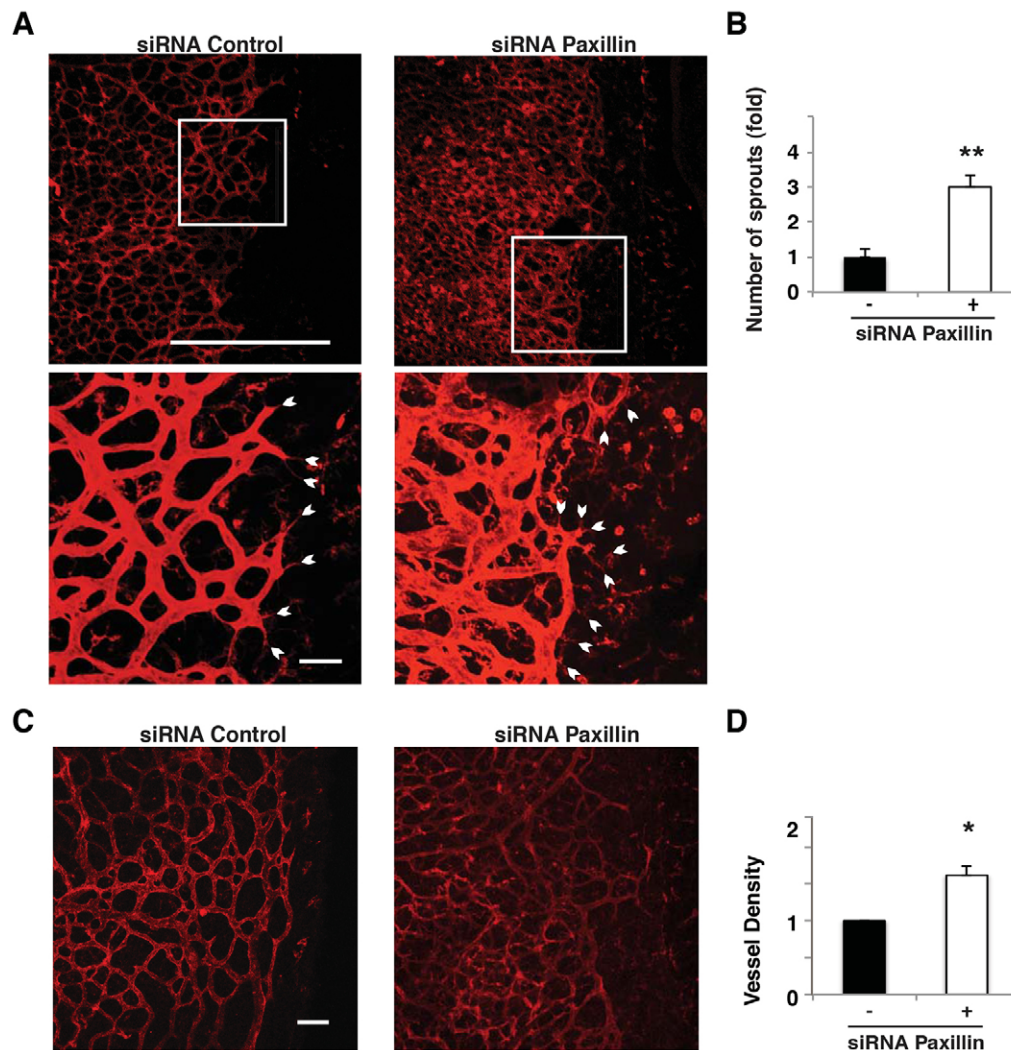 A
siRNA Control
siRNA Paxillin
B
Number of sprouts (fold)
4
3
2
1
0
- +
siRNA Paxillin
C
siRNA Control
siRNA Paxillin
D
Vessel Density
2
1
0
- +
siRNA Paxillin
**
*